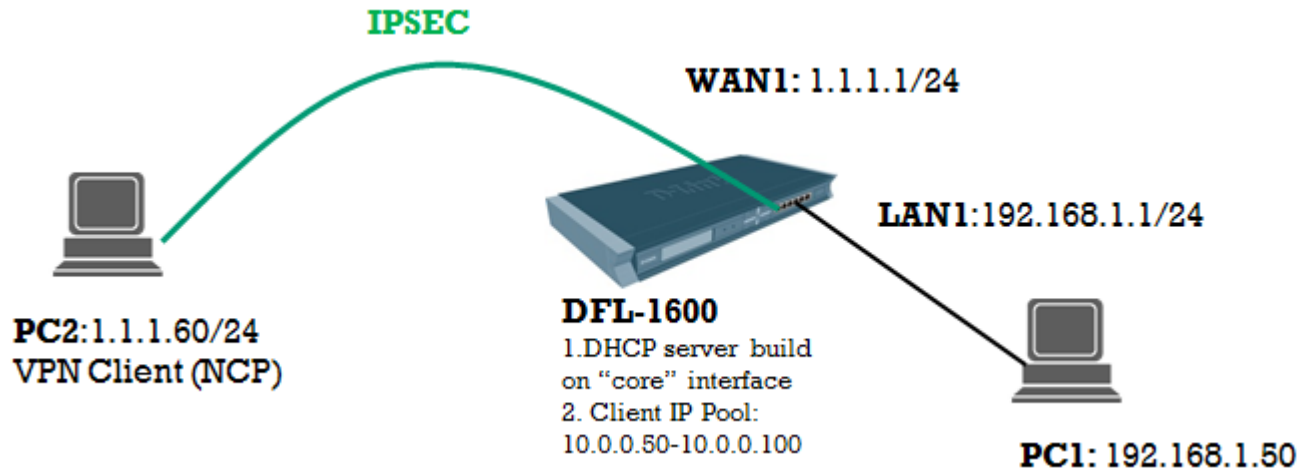 IPSEC
WAN1: 1.1.1.1/24
LAN1:192.168.1.1/24
PC2:1.1.1.60/24
VPN Client (NCP)
DFL-1600
1.DHCP server build
on “core” interface
2. Client IP Pool:
10.0.0.50-10.0.0.100
PC1: 192.168.1.50
D-Link